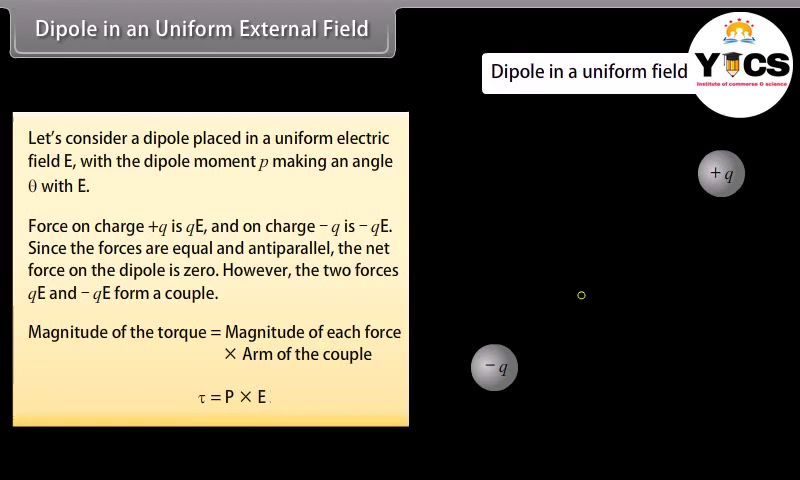 Dipole in an Uniform External Field
Dipole in a uniform field
YICS
Institute of commerce & science
Let's consider a dipole placed in a uniform electric
field E, with the dipole moment p making an angle
θ with E.
Force on charge +q is qE, and on charge −q is −qE.
Since the forces are equal and antiparallel, the net
force on the dipole is zero. However, the two forces
qE and −qE form a couple.
Magnitude of the torque = Magnitude of each force
× Arm of the couple
τ = P × E
+q
−q